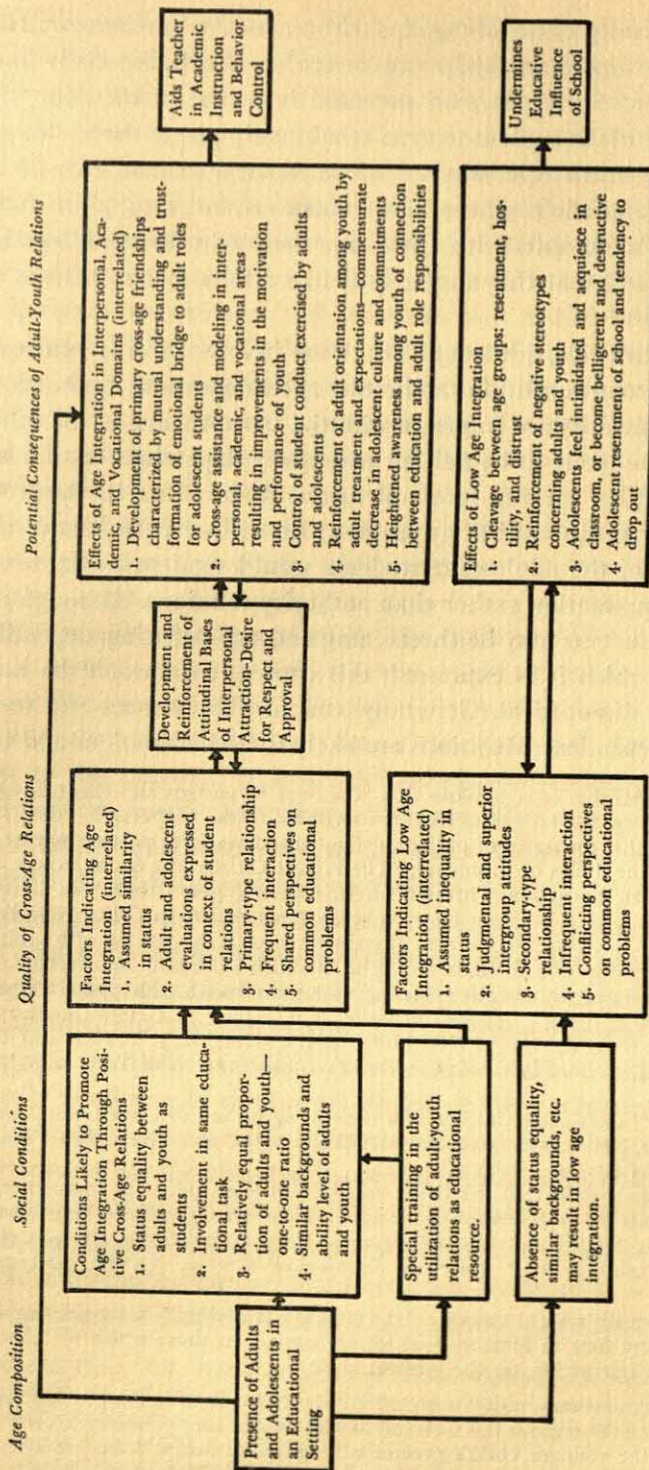 Age Composition
Social Conditions
Quality of Cross-Age Relations
Potential Consequences of Adult-Youth Relations
Presence of Adults
and Adolescents in
an Educational
Setting
Conditions Likely to Promote
Age Integration Through Posi-
tive Cross-Age Relations
1. Status equality between
adults and youth as
students
2. Involvement in same educa-
tional task
3. Relatively equal propor-
tion of adults and youth—
one-to-one ratio
4. Similar backgrounds and
ability level of adults
and youth
Special training in the
utilization of adult-youth
relations as educational
resource.
Absence of status equality,
similar backgrounds, etc.
may result in low age
integration.
Factors Indicating Age
Integration (interrelated)
1. Assumed similarity
in status
2. Adult and adolescent
evaluations expressed
in context of student
relations
3. Primary-type relationship
4. Frequent interaction
5. Shared perspectives on
common educational
problems
Factors Indicating Low Age
Integration (interrelated)
1. Assumed inequality in
status
2. Judgmental and superior
intergroup attitudes
3. Secondary-type
relationship
4. Infrequent interaction
5. Conflicting perspectives
on common educational
problems
Development and
Reinforcement of
Attitudinal Bases
of Interpersonal
Attraction–Desire
for Respect and
Approval
Effects of Age Integration in Interpersonal, Aca-
demic, and Vocational Domains (interrelated)
1. Development of primary cross-age friendships
characterized by mutual understanding and trust—
formation of emotional bridge to adult roles
for adolescent students
2. Cross-age assistance and modeling in inter-
personal, academic, and vocational areas
resulting in improvements in the motivation
and performance of youth
3. Control of student conduct exercised by adults
and adolescents
4. Reinforcement of adult orientation among youth by
adult treatment and expectations—commensurate
decrease in adolescent culture and commitments
5. Heightened awareness among youth of connection
between education and adult role responsibilities
Effects of Low Age Integration
1. Cleavage between age groups: resentment, hos-
tility, and distrust
2. Reinforcement of negative stereotypes
concerning adults and youth
3. Adolescents feel intimidated and acquiesce in
classroom, or become belligerent and destructive
4. Adolescent resentment of school and tendency to
drop out
Aids Teacher
in Academic
Instruction
and Behavior
Control
Undermines
Educative
Influence
of School